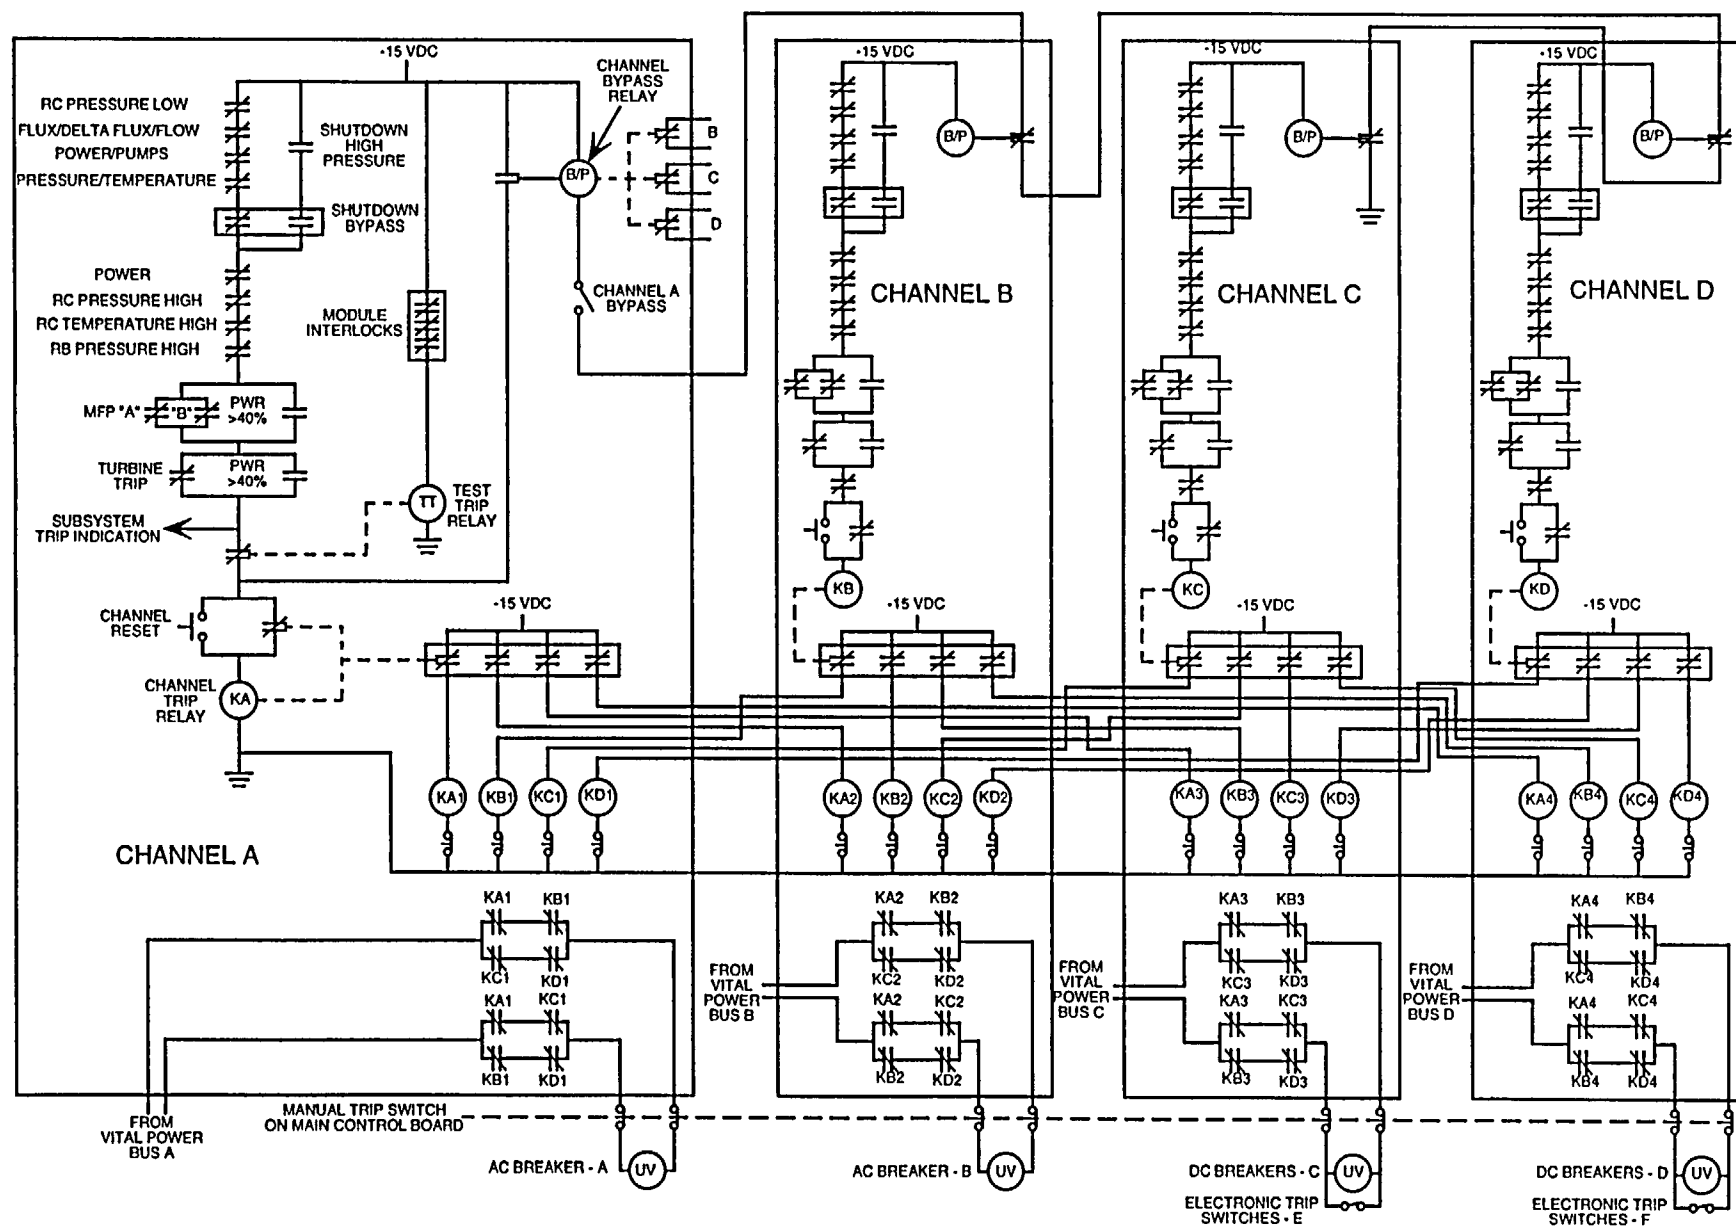 -15 VDC
RC PRESSURE LOW
FLUX/DELTA FLUX/FLOW
POWER/PUMPS
PRESSURE/TEMPERATURE
SHUTDOWN
HIGH
PRESSURE
SHUTDOWN
BYPASS
CHANNEL
BYPASS
RELAY
B/P
B
C
D
CHANNEL A
BYPASS
POWER
RC PRESSURE HIGH
RC TEMPERATURE HIGH
RB PRESSURE HIGH
MODULE
INTERLOCKS
MFP "A"
"B"
PWR
>40%
TURBINE
TRIP
PWR
>40%
SUBSYSTEM
TRIP INDICATION
TT
TEST
TRIP
RELAY
CHANNEL
RESET
CHANNEL
TRIP
RELAY
KA
-15 VDC
KA1
KB1
KC1
KD1
CHANNEL A
KA1
KB1
KC1
KD1
KA1
KC1
KB1
KD1
FROM
VITAL POWER
BUS A
MANUAL TRIP SWITCH
ON MAIN CONTROL BOARD
AC BREAKER - A
UV
-15 VDC
B/P
CHANNEL B
KB
-15 VDC
KA2
KB2
KC2
KD2
KA2
KB2
KC2
KD2
KA2
KC2
KB2
KD2
FROM
VITAL
POWER
BUS B
AC BREAKER - B
UV
-15 VDC
B/P
CHANNEL C
KC
-15 VDC
KA3
KB3
KC3
KD3
KA3
KB3
KC3
KD3
KA3
KC3
KB3
KD3
FROM
VITAL
POWER
BUS C
DC BREAKERS - C
UV
ELECTRONIC TRIP
SWITCHES - E
-15 VDC
B/P
CHANNEL D
KD
-15 VDC
KA4
KB4
KC4
KD4
KA4
KB4
KC4
KD4
KA4
KC4
KB4
KD4
FROM
VITAL
POWER
BUS D
DC BREAKERS - D
UV
ELECTRONIC TRIP
SWITCHES - F